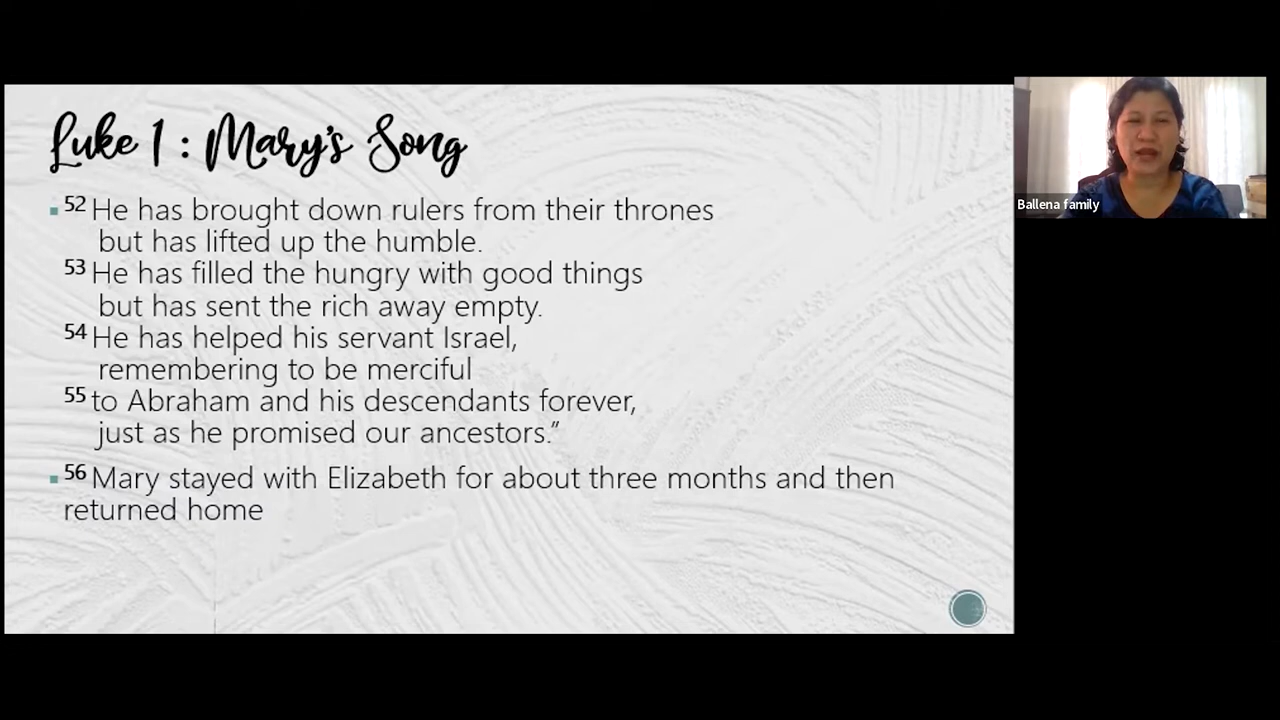 Luke 1 : Mary's Song
52 He has brought down rulers from their thrones
but has lifted up the humble.
53 He has filled the hungry with good things
but has sent the rich away empty.
54 He has helped his servant Israel,
remembering to be merciful
55 to Abraham and his descendants forever,
just as he promised our ancestors.”
56 Mary stayed with Elizabeth for about three months and then
returned home
Ballena family